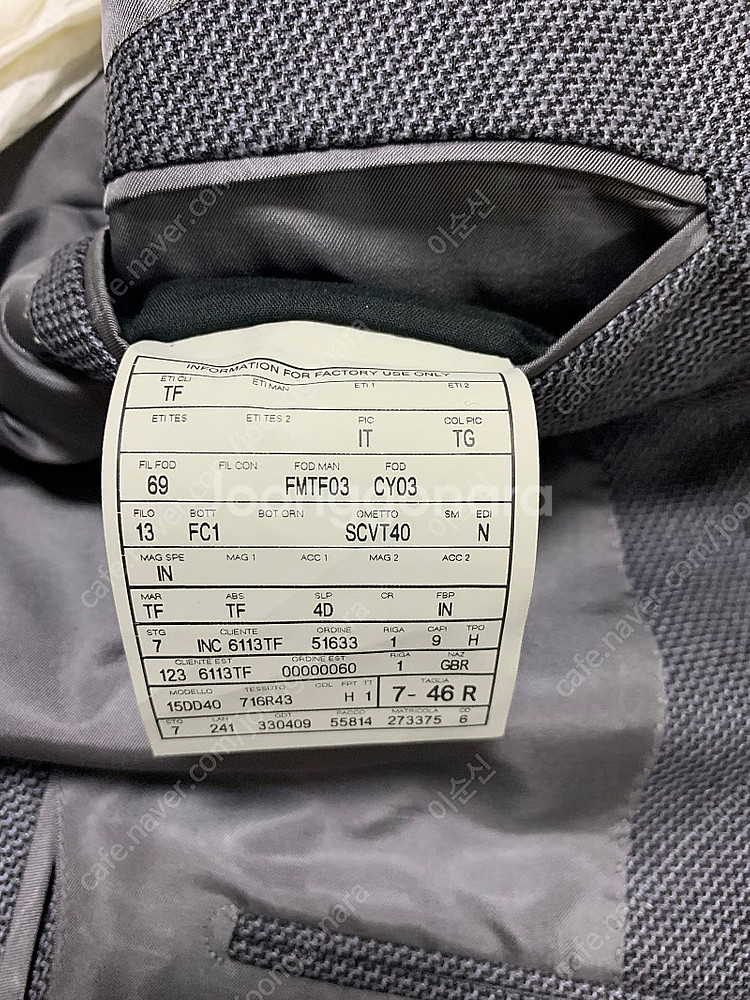 INFORMATION FOR FACTORY USE ONLY
ETI CLI ETI MAN ETI 1 ETI 2
TF
ETI TES ETI TES 2 PIC COL PIC
IT TG
FIL FOD FIL CON FOD MAN FOD
69 FMTF03 CY03
FILO BOTT BOT ORN OMETTO SM EDI
13 FC1 SCVT40 N
MAG SPE MAG 1 ACC 1 MAG 2 ACC 2
IN
MAR ABS SLP CR FBP
TF TF 4D IN
STG CLIENTE ORDINE RIGA CAPI TPO
7 INC 6113TF 51633 1 9 H
CLIENTE EST ORDINE EST RIGA NAZ
123 6113TF 00000060 1 GBR
MODELLO TESSUTO COL FPT TT TAGLIA
15DD40 716R43 H 1 7- 46 R
STG LAN GDT PACCO MATRICOLA CD
7 241 330409 55814 273375 6
Joongonara
cafe.naver.com/joonggonara
이순신